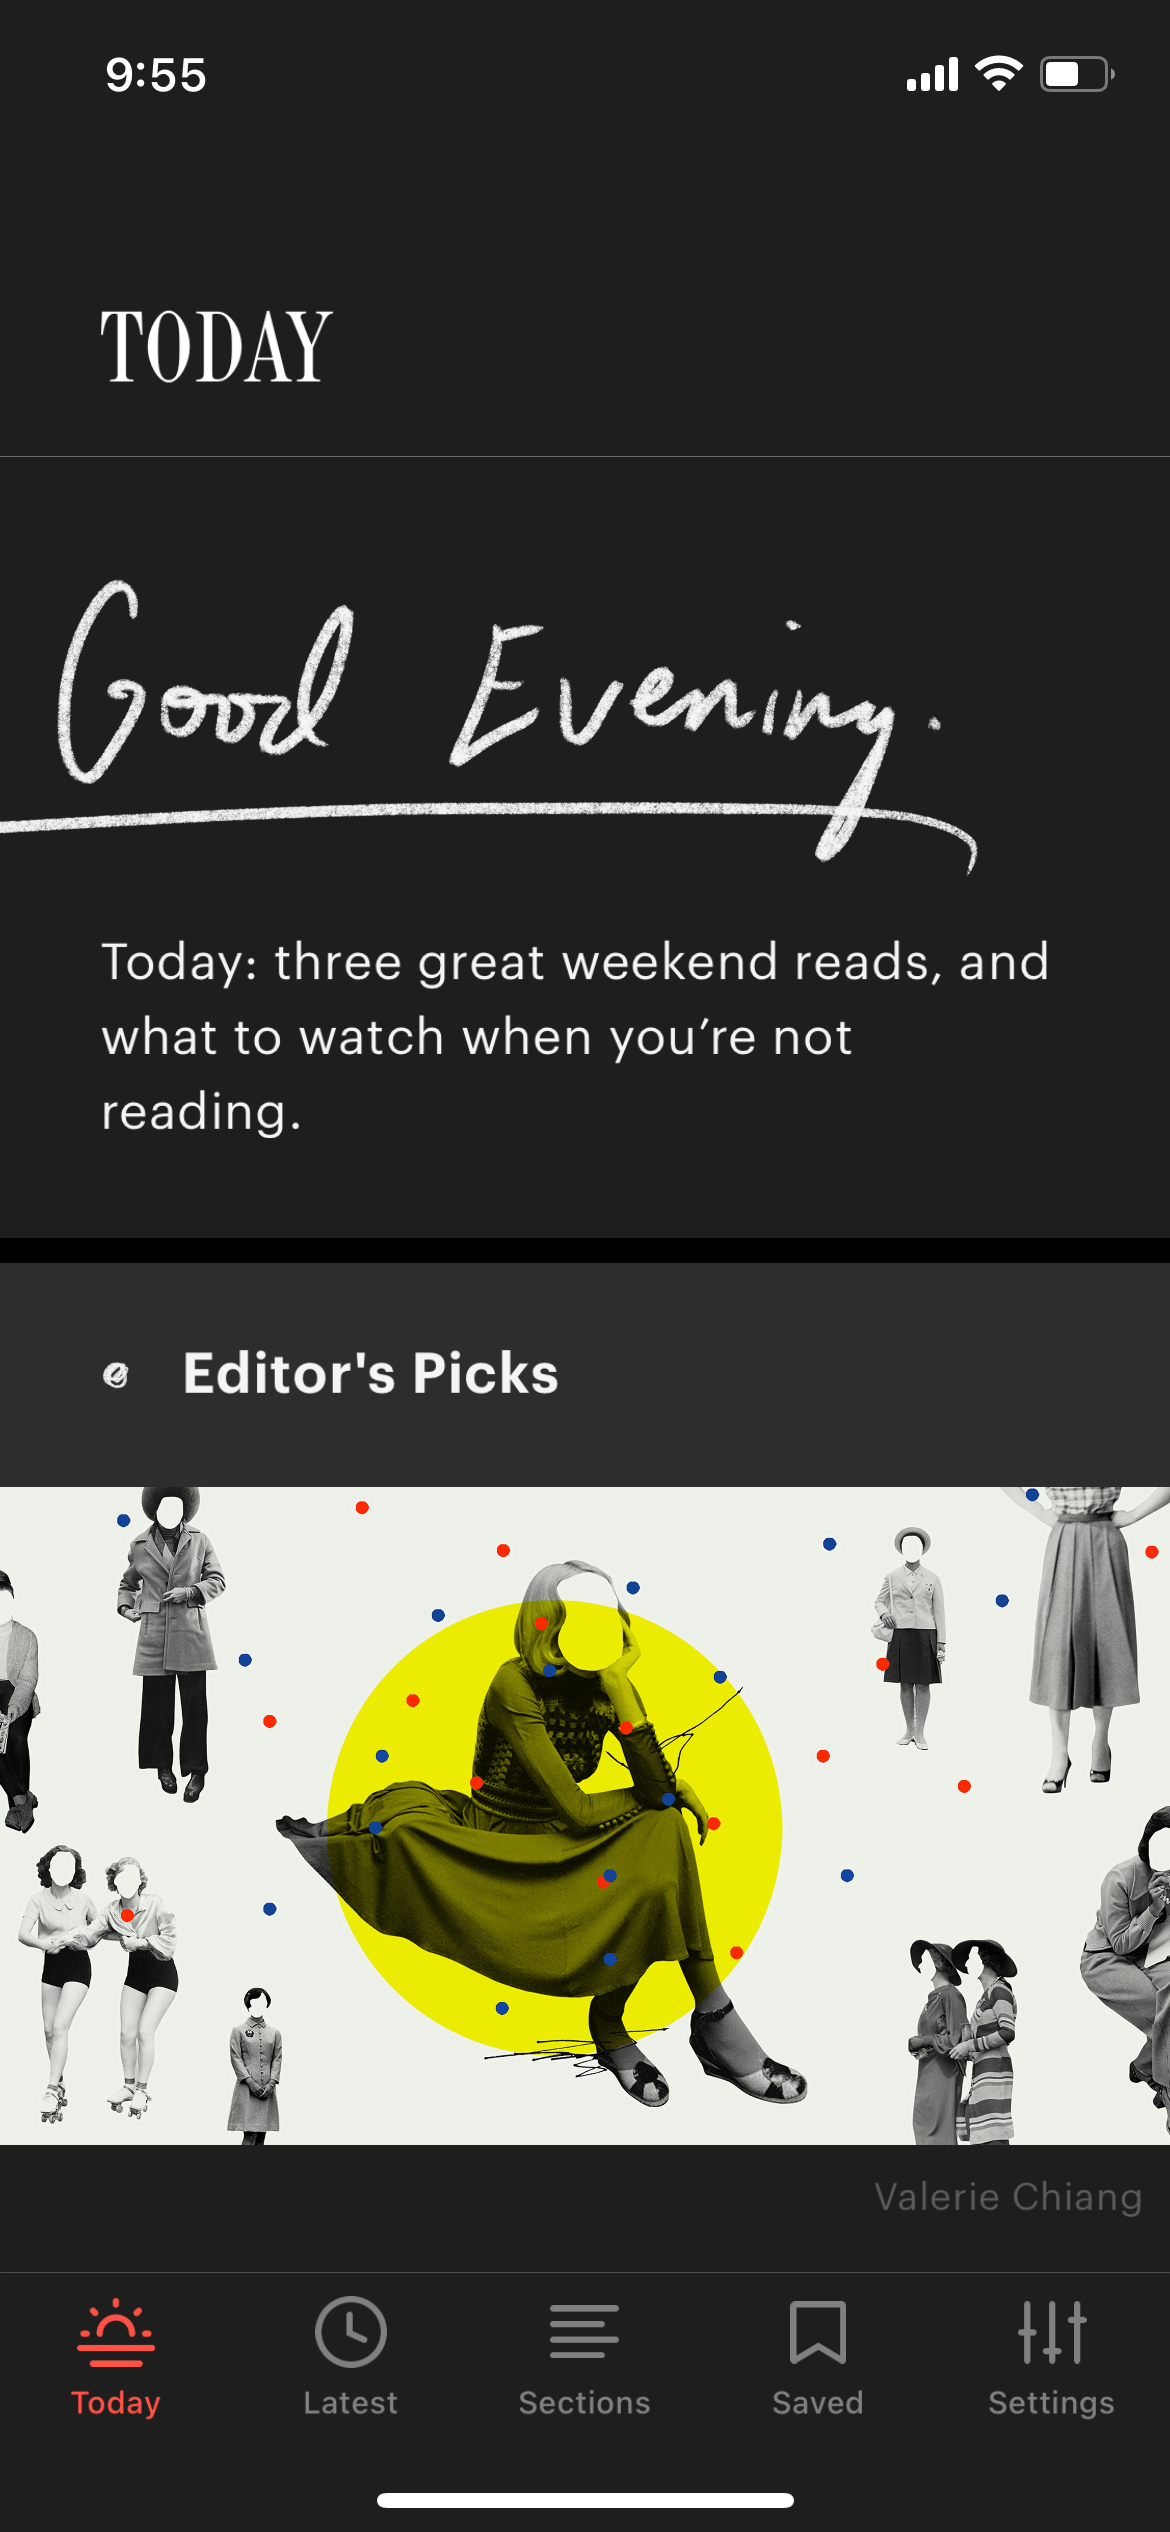 9:55
TODAY
Good Evening.
Today: three great weekend reads, and
what to watch when you’re not
reading.
Editor's Picks
Valerie Chiang
Today Latest Sections Saved Settings